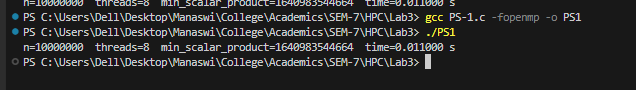 n=10000000  threads=8  min_scalar_product=1640983544664  time=0.011000 s
PS C:\Users\Dell\Desktop\Manaswi\College\Academics\SEM-7\HPC\Lab3> gcc PS-1.c -fopenmp -o PS1
PS C:\Users\Dell\Desktop\Manaswi\College\Academics\SEM-7\HPC\Lab3> ./PS1
n=10000000  threads=8  min_scalar_product=1640983544664  time=0.011000 s
PS C:\Users\Dell\Desktop\Manaswi\College\Academics\SEM-7\HPC\Lab3>